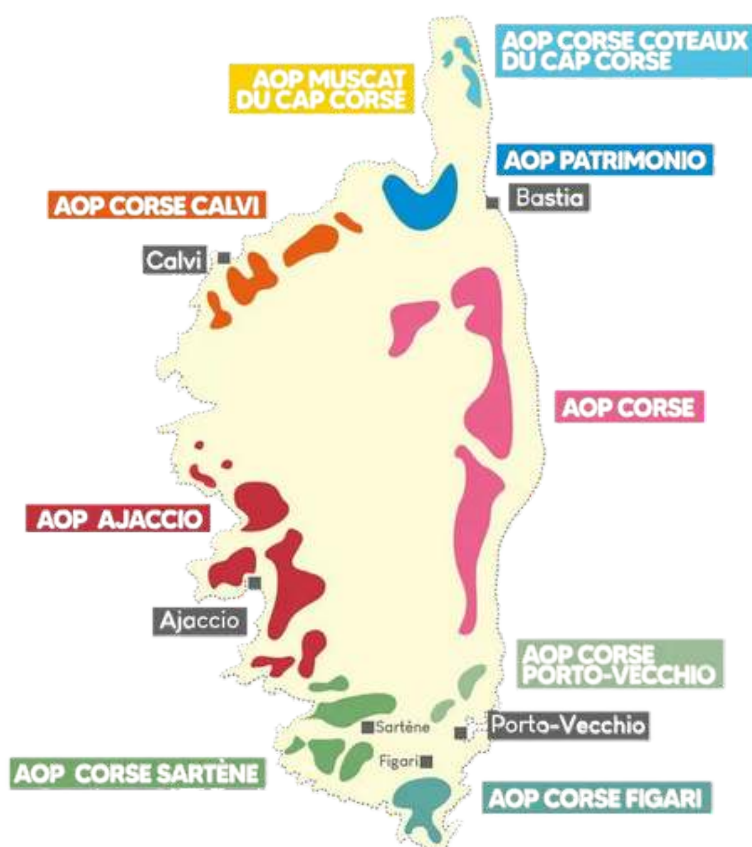 AOP CORSE COTEAUX
DU CAP CORSE
AOP MUSCAT
DU CAP CORSE
AOP PATRIMONIO
Bastia
AOP CORSE CALVI
Calvi
AOP CORSE
AOP AJACCIO
Ajaccio
AOP CORSE
PORTO-VECCHIO
Sartène
Porto-Vecchio
Figari
AOP CORSE SARTÈNE
AOP CORSE FIGARI